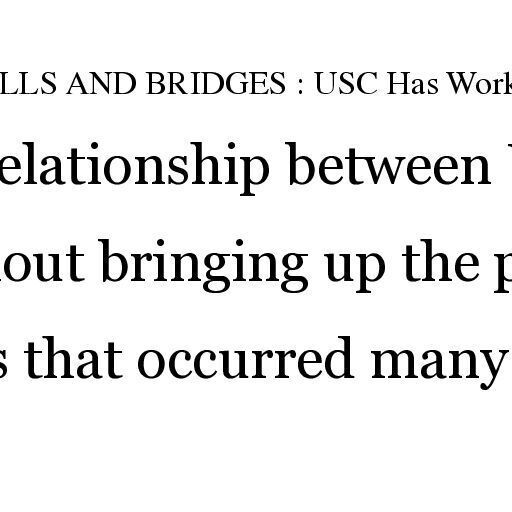 LLS AND BRIDGES : USC Has Work
elationship between
out bringing up the p
s that occurred many